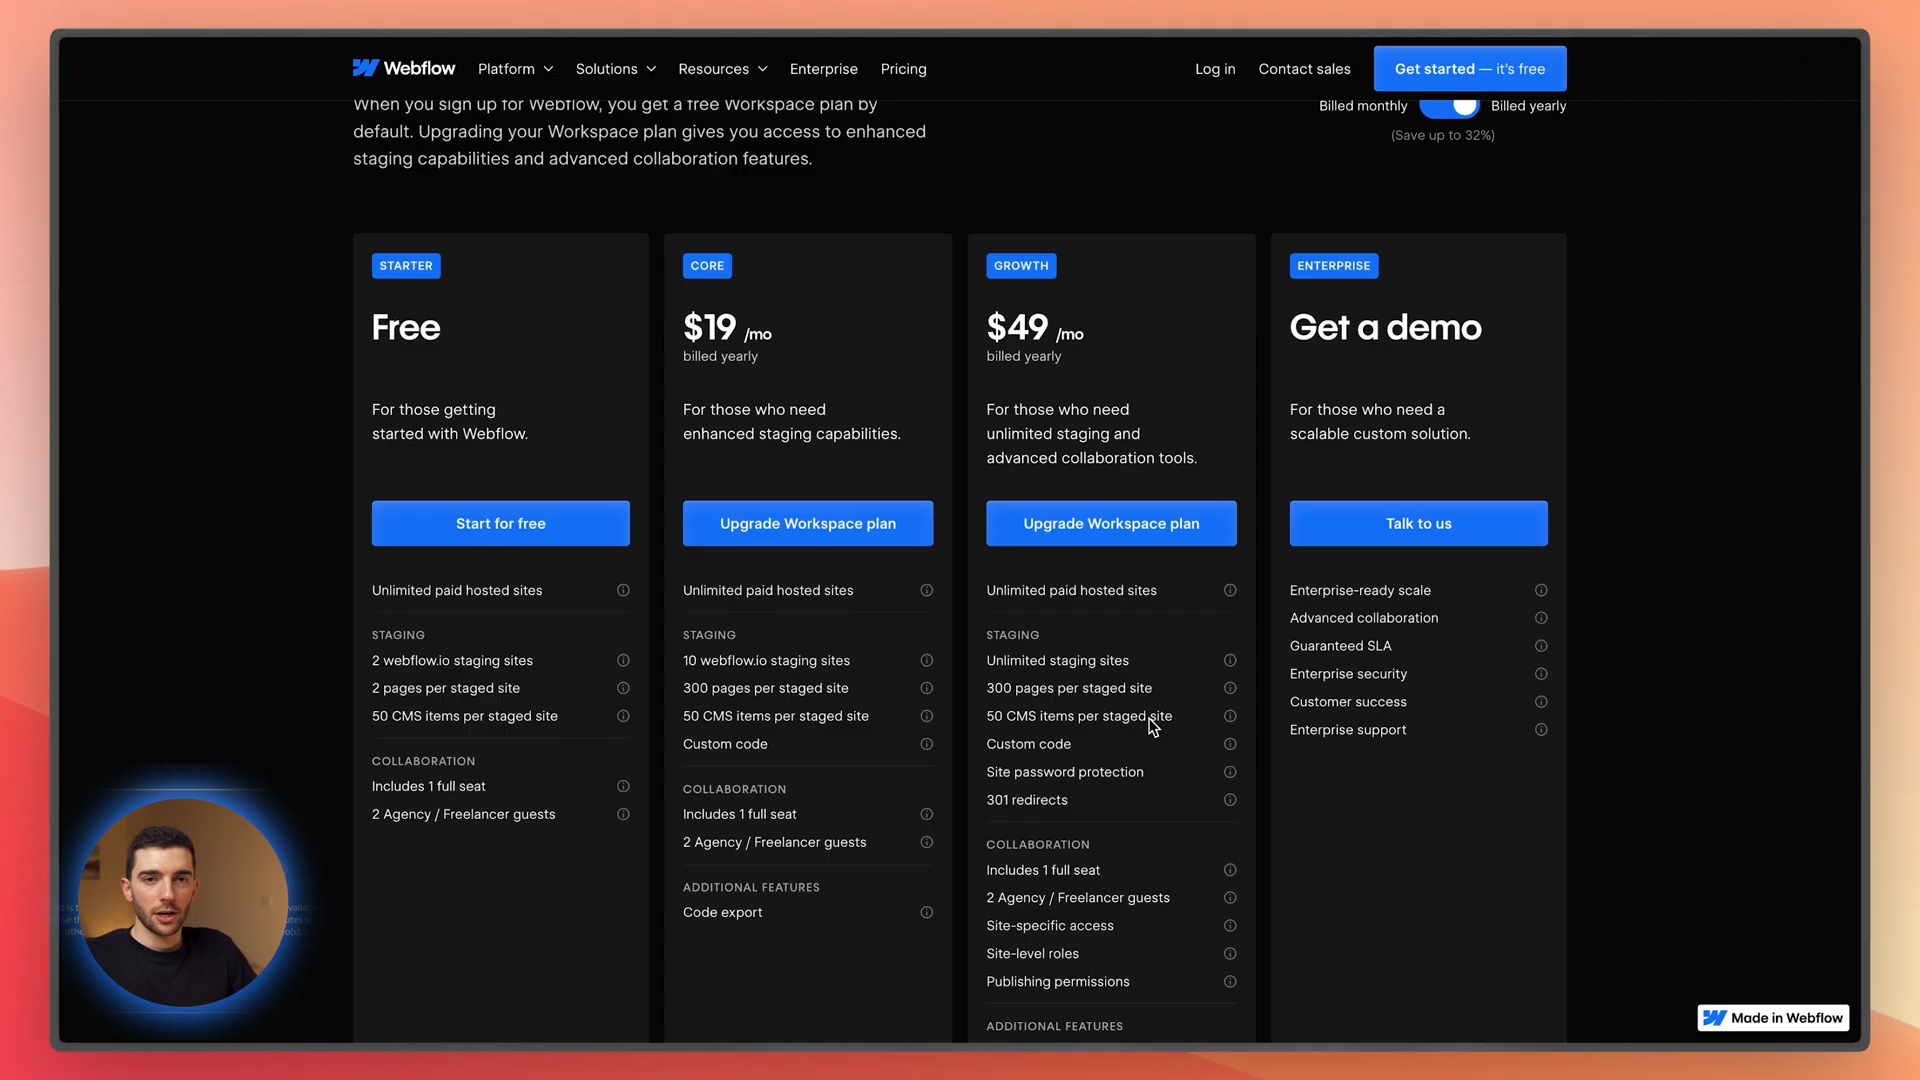 Webflow
Platform
Solutions
Resources
Enterprise
Pricing
Log in
Contact sales
Get started — it's free
When you sign up for Webflow, you get a free Workspace plan by
default. Upgrading your Workspace plan gives you access to enhanced
staging capabilities and advanced collaboration features.
Billed monthly
Billed yearly
(Save up to 32%)
STARTER
Free
For those getting
started with Webflow.
Start for free
Unlimited paid hosted sites
STAGING
2 webflow.io staging sites
2 pages per staged site
50 CMS items per staged site
COLLABORATION
Includes 1 full seat
2 Agency / Freelancer guests
CORE
$19 /mo
billed yearly
For those who need
enhanced staging capabilities.
Upgrade Workspace plan
Unlimited paid hosted sites
STAGING
10 webflow.io staging sites
300 pages per staged site
50 CMS items per staged site
Custom code
COLLABORATION
Includes 1 full seat
2 Agency / Freelancer guests
ADDITIONAL FEATURES
Code export
GROWTH
$49 /mo
billed yearly
For those who need
unlimited staging and
advanced collaboration tools.
Upgrade Workspace plan
Unlimited paid hosted sites
STAGING
Unlimited staging sites
300 pages per staged site
50 CMS items per staged site
Custom code
Site password protection
301 redirects
COLLABORATION
Includes 1 full seat
2 Agency / Freelancer guests
Site-specific access
Site-level roles
Publishing permissions
ADDITIONAL FEATURES
ENTERPRISE
Get a demo
For those who need a
scalable custom solution.
Talk to us
Enterprise-ready scale
Advanced collaboration
Guaranteed SLA
Enterprise security
Customer success
Enterprise support
Made in Webflow